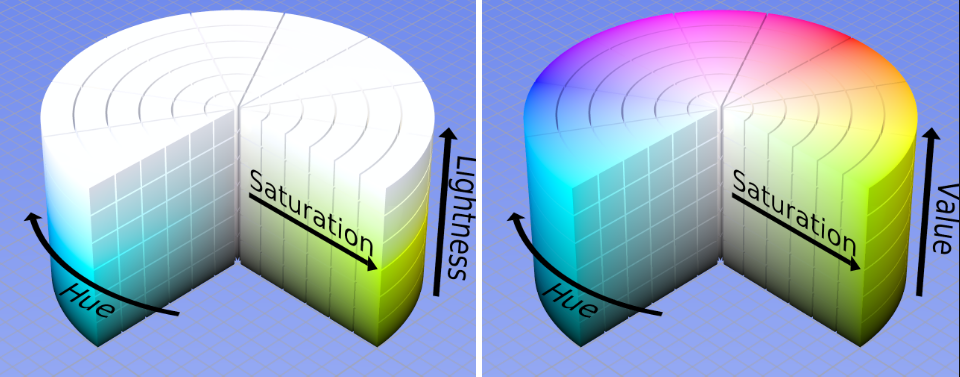 Saturation
Lightness
Hue
Saturation
Value
Hue